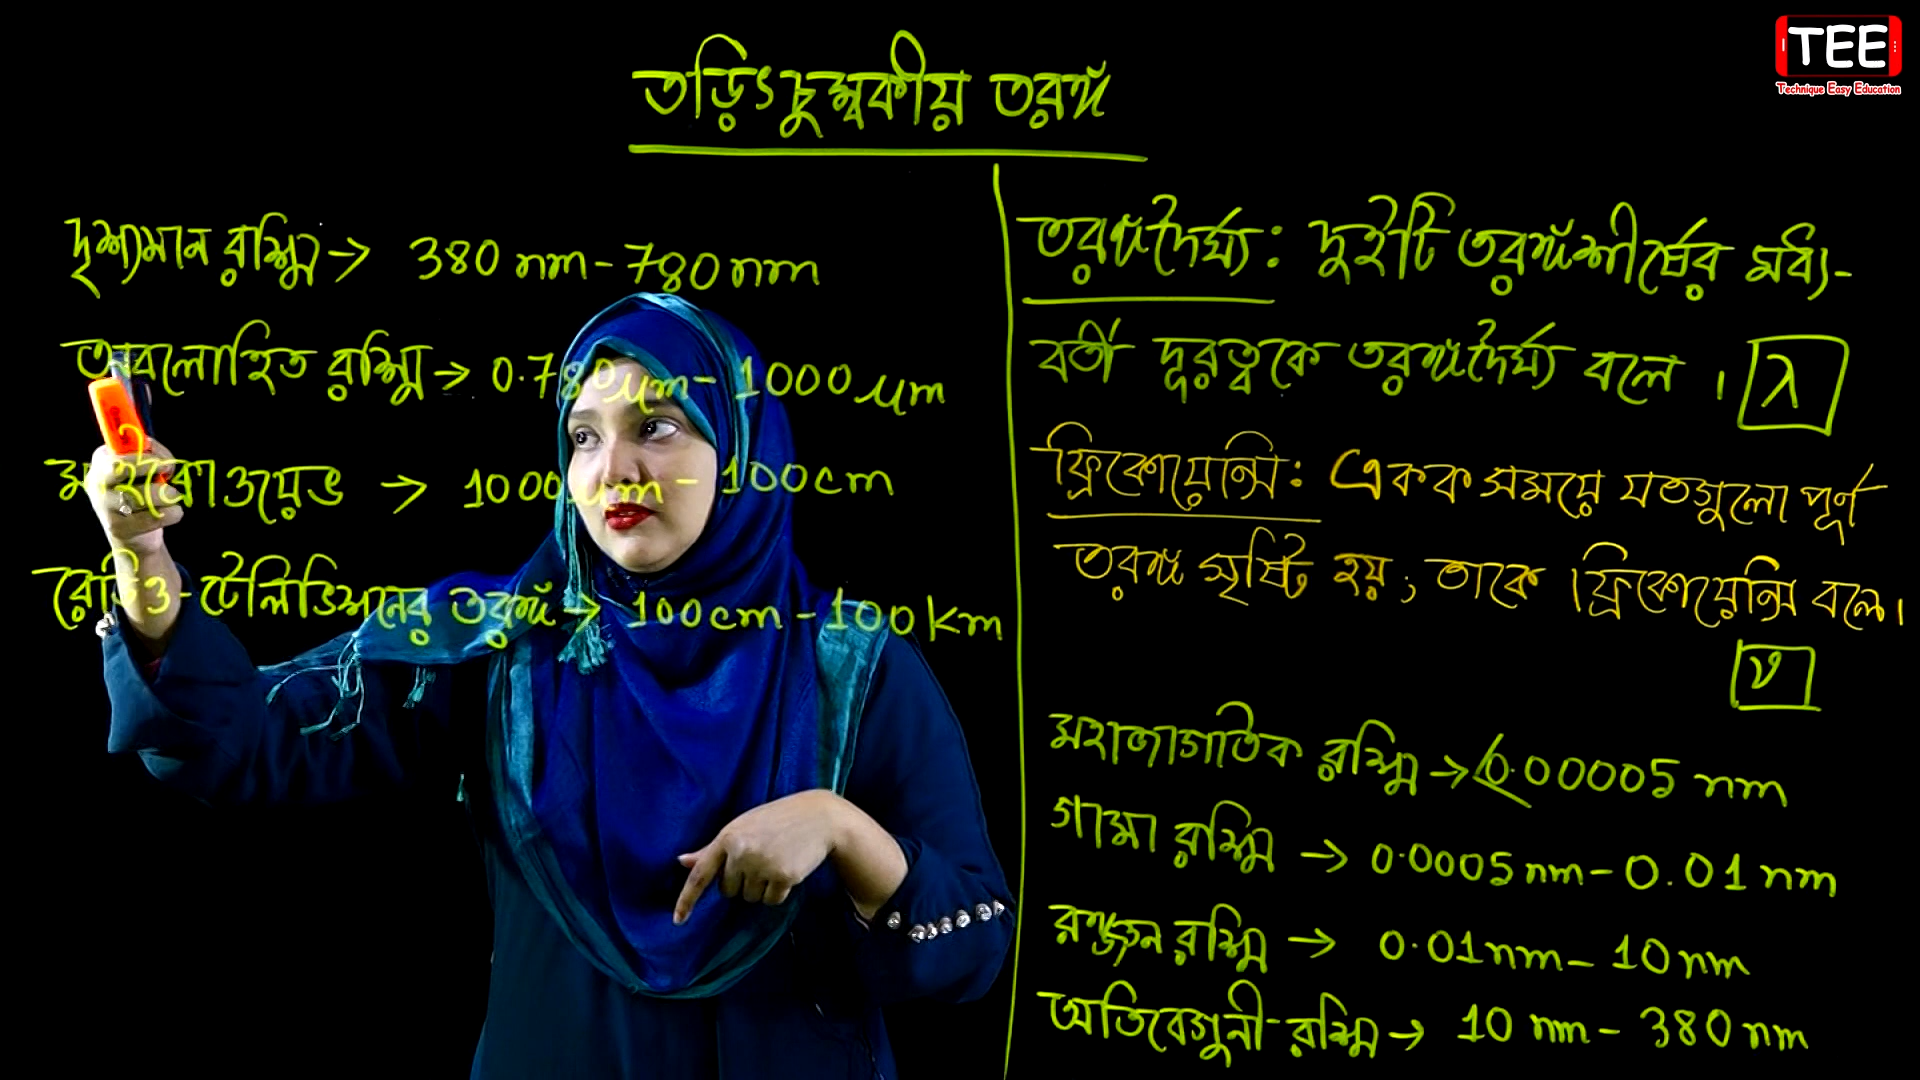 TEE
Technique Easy Education
তড়িৎচুম্বকীয় তরঙ্গ
দৃশ্যমান রশ্মি → 380 nm - 780 nm
অবলোহিত রশ্মি → 0.780 µm - 1000 µm
মাইক্রোওয়েভ → 1000 µm - 100 cm
রেডিও-টেলিভিশনের তরঙ্গ → 100 cm - 100 Km
তরঙ্গদৈর্ঘ্য : দুইটি তরঙ্গশীর্ষের মধ্য-
বর্তী দূরত্বকে তরঙ্গদৈর্ঘ্য বলে । λ
ফ্রিকোয়েন্সি : একক সময়ে যতগুলো পূর্ণ
তরঙ্গ সৃষ্টি হয়, তাকে ফ্রিকোয়েন্সি বলে।
ν
মহাজাগতিক রশ্মি → < 0.00005 nm
গামা রশ্মি → 0.0005 nm - 0.01 nm
রঞ্জন রশ্মি → 0.01 nm - 10 nm
অতিবেগুনী-রশ্মি → 10 nm - 380 nm